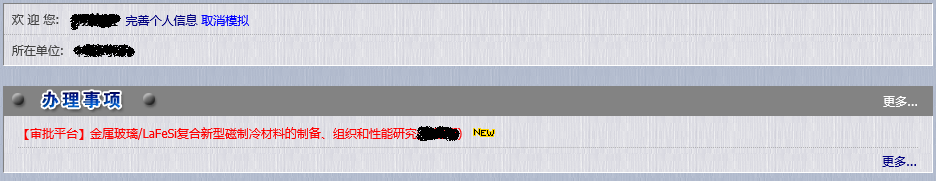 欢 迎 您: 完善个人信息 取消模拟
所在单位:
办理事项 更多...
【审批平台】金属玻璃/LaFeSi复合新型磁制冷材料的制备、组织和性能研究 ) NEW
更多...